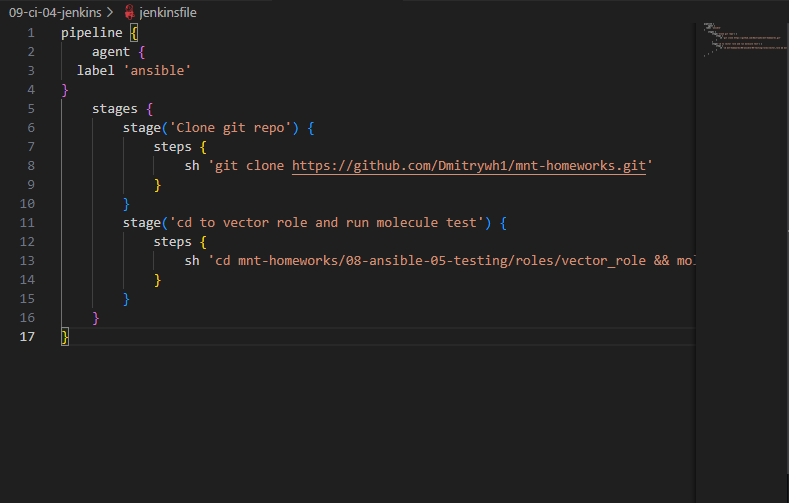 09-ci-04-jenkins > jenkinsfile
1 pipeline {
2     agent {
3   label 'ansible'
4 }
5     stages {
6         stage('Clone git repo') {
7             steps {
8                 sh 'git clone https://github.com/Dmitrywh1/mnt-homeworks.git'
9             }
10         }
11         stage('cd to vector role and run molecule test') {
12             steps {
13                 sh 'cd mnt-homeworks/08-ansible-05-testing/roles/vector_role && mol
14             }
15         }
16     }
17 }